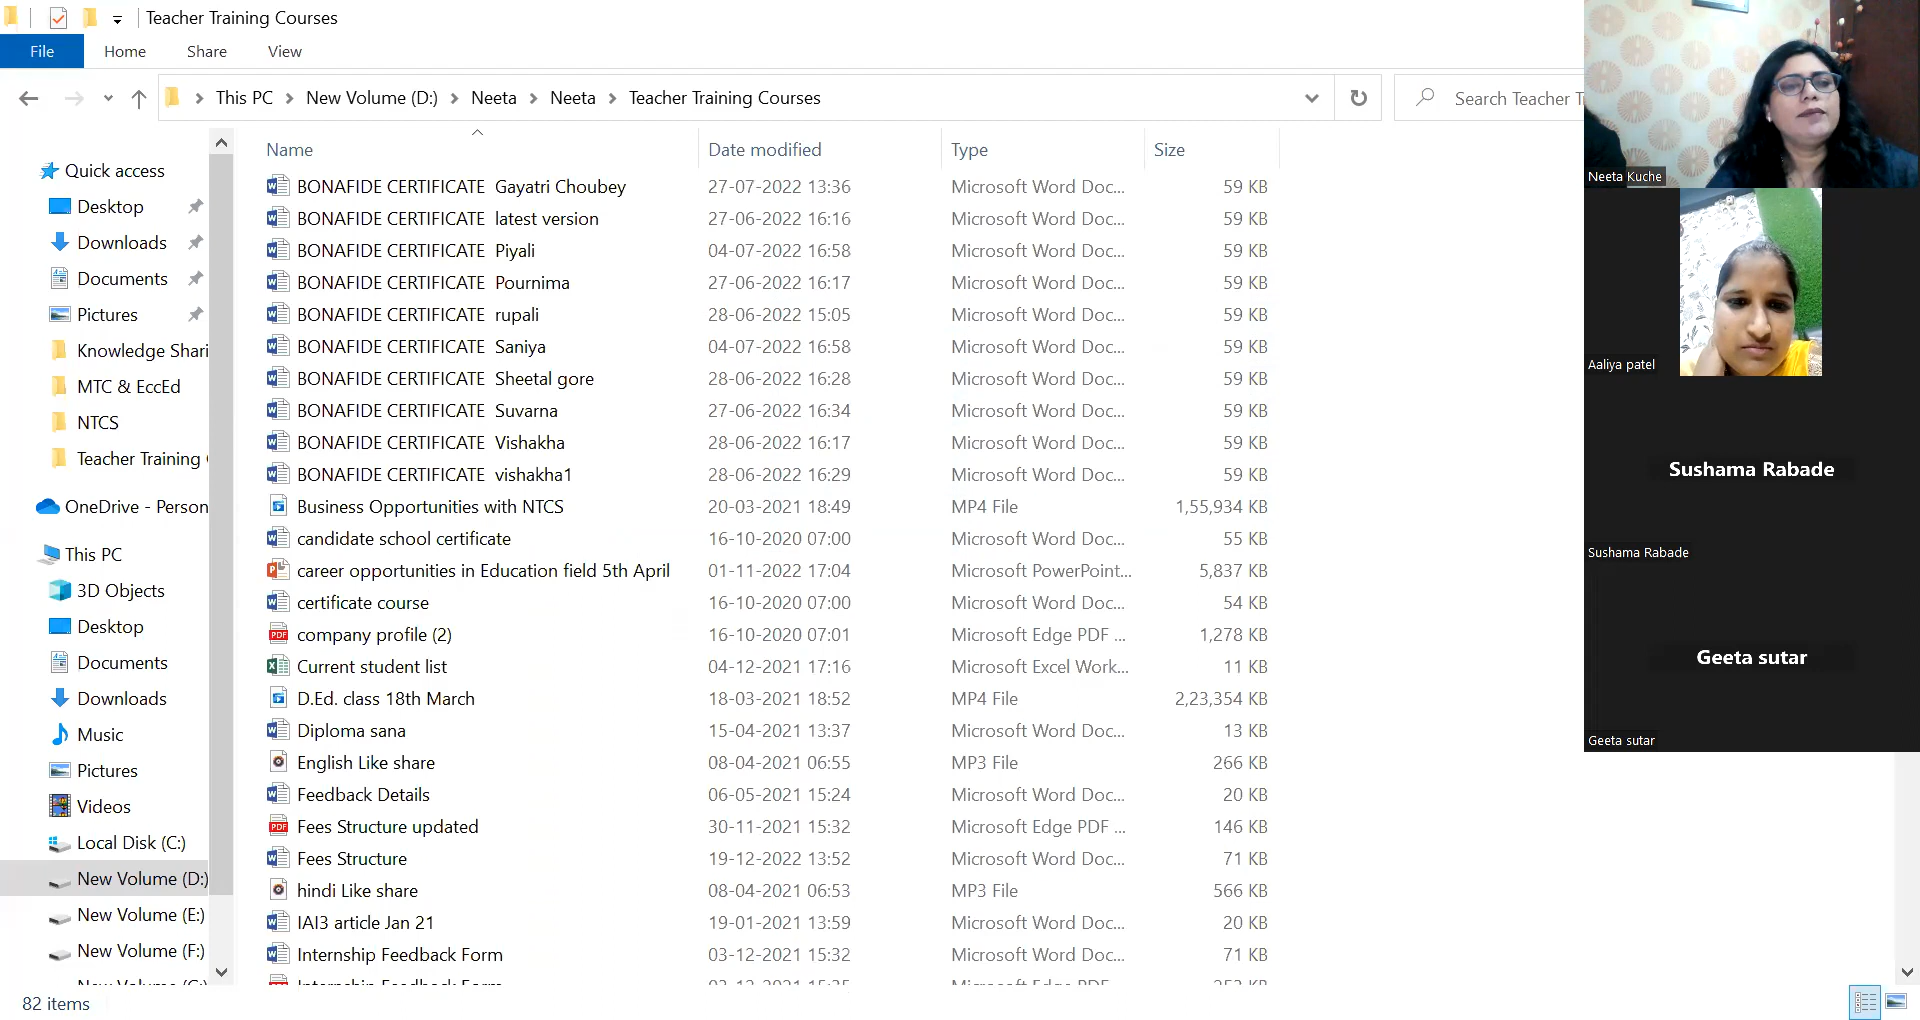 Teacher Training Courses
File Home Share View
This PC New Volume (D:) Neeta Neeta Teacher Training Courses
Search Teacher T
Name Date modified Type Size
Quick access
Desktop
Downloads
Documents
Pictures
Knowledge Shari
MTC & EccEd
NTCS
Teacher Training
OneDrive - Person
This PC
3D Objects
Desktop
Documents
Downloads
Music
Pictures
Videos
Local Disk (C:)
New Volume (D:)
New Volume (E:)
New Volume (F:)
BONAFIDE CERTIFICATE Gayatri Choubey 27-07-2022 13:36 Microsoft Word Doc... 59 KB
BONAFIDE CERTIFICATE latest version 27-06-2022 16:16 Microsoft Word Doc... 59 KB
BONAFIDE CERTIFICATE Piyali 04-07-2022 16:58 Microsoft Word Doc... 59 KB
BONAFIDE CERTIFICATE Pournima 27-06-2022 16:17 Microsoft Word Doc... 59 KB
BONAFIDE CERTIFICATE rupali 28-06-2022 15:05 Microsoft Word Doc... 59 KB
BONAFIDE CERTIFICATE Saniya 04-07-2022 16:58 Microsoft Word Doc... 59 KB
BONAFIDE CERTIFICATE Sheetal gore 28-06-2022 16:28 Microsoft Word Doc... 59 KB
BONAFIDE CERTIFICATE Suvarna 27-06-2022 16:34 Microsoft Word Doc... 59 KB
BONAFIDE CERTIFICATE Vishakha 28-06-2022 16:17 Microsoft Word Doc... 59 KB
BONAFIDE CERTIFICATE vishakha1 28-06-2022 16:29 Microsoft Word Doc... 59 KB
Business Opportunities with NTCS 20-03-2021 18:49 MP4 File 1,55,934 KB
candidate school certificate 16-10-2020 07:00 Microsoft Word Doc... 55 KB
career opportunities in Education field 5th April 01-11-2022 17:04 Microsoft PowerPoint... 5,837 KB
certificate course 16-10-2020 07:00 Microsoft Word Doc... 54 KB
company profile (2) 16-10-2020 07:01 Microsoft Edge PDF ... 1,278 KB
Current student list 04-12-2021 17:16 Microsoft Excel Work... 11 KB
D.Ed. class 18th March 18-03-2021 18:52 MP4 File 2,23,354 KB
Diploma sana 15-04-2021 13:37 Microsoft Word Doc... 13 KB
English Like share 08-04-2021 06:55 MP3 File 266 KB
Feedback Details 06-05-2021 15:24 Microsoft Word Doc... 20 KB
Fees Structure updated 30-11-2021 15:32 Microsoft Edge PDF ... 146 KB
Fees Structure 19-12-2022 13:52 Microsoft Word Doc... 71 KB
hindi Like share 08-04-2021 06:53 MP3 File 566 KB
IAI3 article Jan 21 19-01-2021 13:59 Microsoft Word Doc... 20 KB
Internship Feedback Form 03-12-2021 15:32 Microsoft Word Doc... 71 KB
82 items
Neeta Kuche
Aaliya patel
Sushama Rabade
Sushama Rabade
Geeta sutar
Geeta sutar